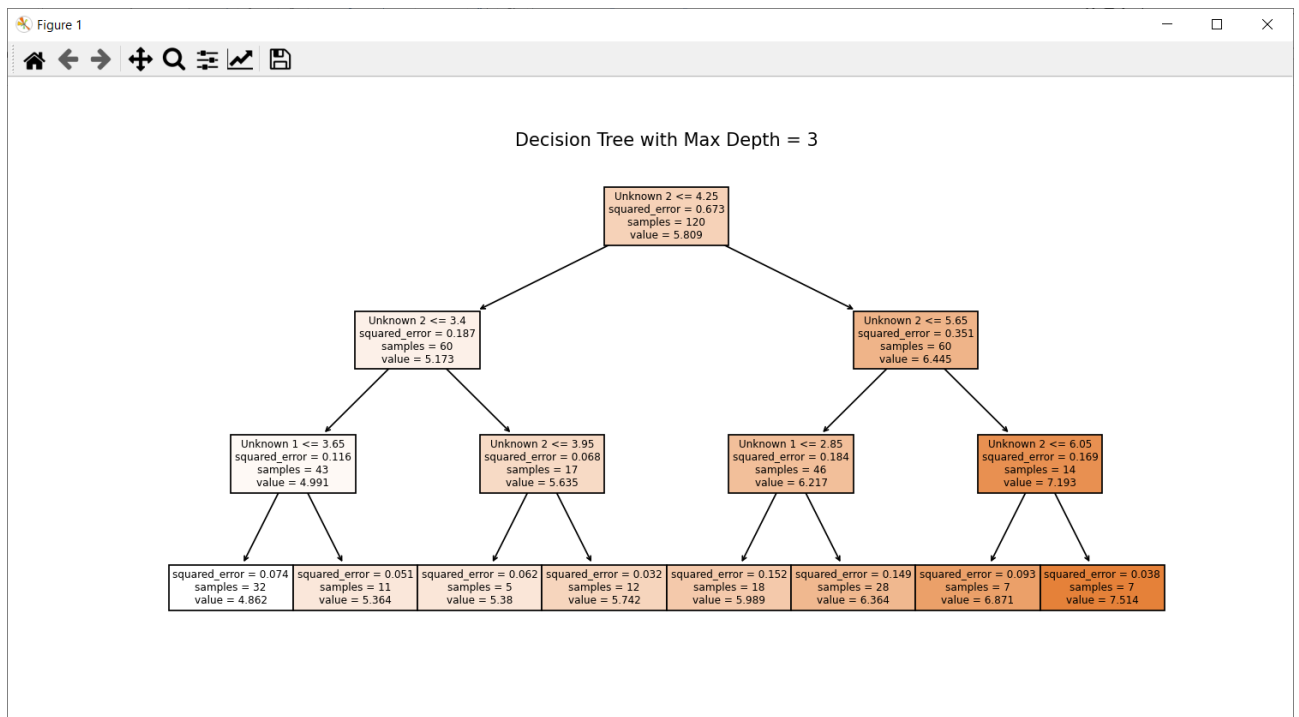 Figure 1
Decision Tree with Max Depth = 3
Unknown 2 <= 4.25
squared_error = 0.673
samples = 120
value = 5.809
Unknown 2 <= 3.4
squared_error = 0.187
samples = 60
value = 5.173
Unknown 2 <= 5.65
squared_error = 0.351
samples = 60
value = 6.445
Unknown 1 <= 3.65
squared_error = 0.116
samples = 43
value = 4.991
Unknown 2 <= 3.95
squared_error = 0.068
samples = 17
value = 5.635
Unknown 1 <= 2.85
squared_error = 0.184
samples = 46
value = 6.217
Unknown 2 <= 6.05
squared_error = 0.169
samples = 14
value = 7.193
squared_error = 0.074
samples = 32
value = 4.862
squared_error = 0.051
samples = 11
value = 5.364
squared_error = 0.062
samples = 5
value = 5.38
squared_error = 0.032
samples = 12
value = 5.742
squared_error = 0.152
samples = 18
value = 5.989
squared_error = 0.149
samples = 28
value = 6.364
squared_error = 0.093
samples = 7
value = 6.871
squared_error = 0.038
samples = 7
value = 7.514